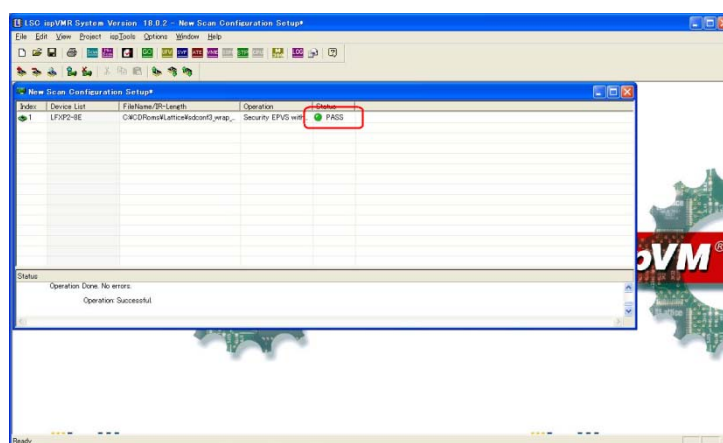 LSC ispVMR System Version 18.0.2 - New Scan Configuration Setup*
File Edit View Project ispTools Options Window Help
New Scan Configuration Setup*
Index Device List FileName/IR-Length Operation Status
1 LFXP2-8E C:¥CDRoms¥Lattice¥sdconf3_wrap_... Security EPVS with... PASS
Status
Operation Done. No errors.
Operation: Successful.
pVM®
Lattice
Ready